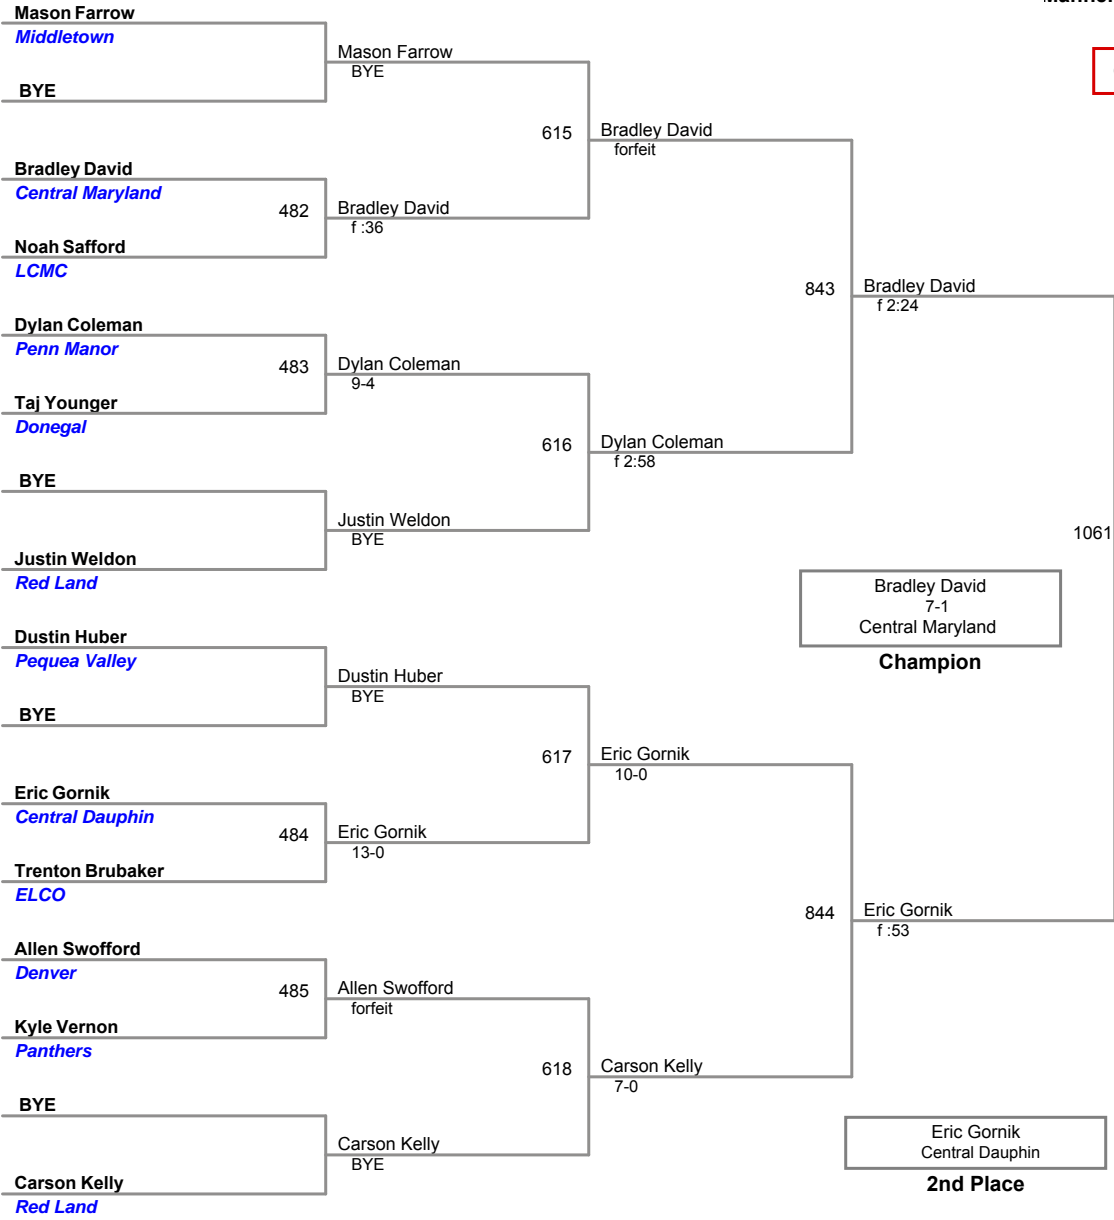 Mason Farrow
Middletown
Mason Farrow
BYE
BYE
615
Bradley David
forfeit
Bradley David
Central Maryland
482
Bradley David
f :36
Noah Safford
LCMC
843
Bradley David
f 2:24
Dylan Coleman
Penn Manor
483
Dylan Coleman
9-4
Taj Younger
Donegal
616
Dylan Coleman
f 2:58
BYE
Justin Weldon
BYE
Justin Weldon
Red Land
1061
Bradley David
7-1
Central Maryland
Champion
Dustin Huber
Pequea Valley
Dustin Huber
BYE
BYE
617
Eric Gornik
10-0
Eric Gornik
Central Dauphin
484
Eric Gornik
13-0
Trenton Brubaker
ELCO
844
Eric Gornik
f :53
Allen Swofford
Denver
485
Allen Swofford
forfeit
Kyle Vernon
Panthers
618
Carson Kelly
7-0
BYE
Carson Kelly
BYE
Carson Kelly
Red Land
Eric Gornik
Central Dauphin
2nd Place